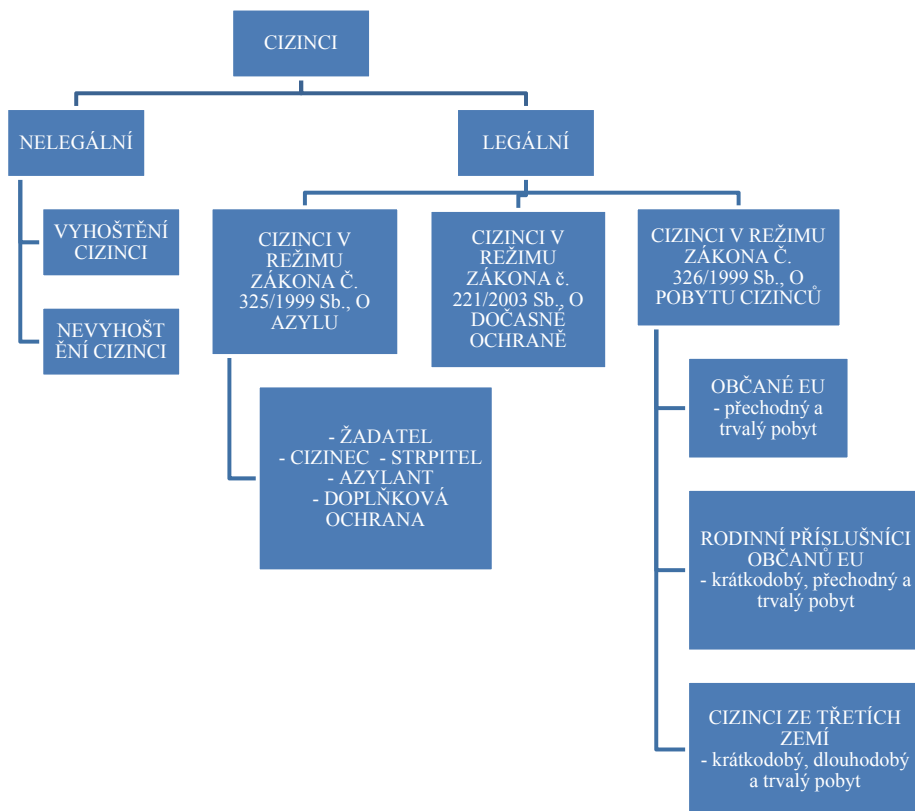 CIZINCI
NELEGÁLNÍ
LEGÁLNÍ
VYHOŠTĚNÍ
CIZINCI
NEVYHOŠT
ĚNÍ CIZINCI
CIZINCI V
REŽIMU
ZÁKONA Č.
325/1999 Sb., O
AZYLU
- ŽADATEL
- CIZINEC - STRPITEL
- AZYLANT
- DOPLŇKOVÁ
OCHRANA
CIZINCI V
REŽIMU
ZÁKONA č.
221/2003 Sb., O
DOČASNÉ
OCHRANĚ
CIZINCI V REŽIMU
ZÁKONA Č.
326/1999 Sb., O
POBYTU CIZINCŮ
OBČANÉ EU
- přechodný a
trvalý pobyt
RODINNÍ PŘÍSLUŠNÍCI
OBČANŮ EU
- krátkodobý, přechodný a
trvalý pobyt
CIZINCI ZE TŘETÍCH
ZEMÍ
- krátkodobý, dlouhodobý
a trvalý pobyt